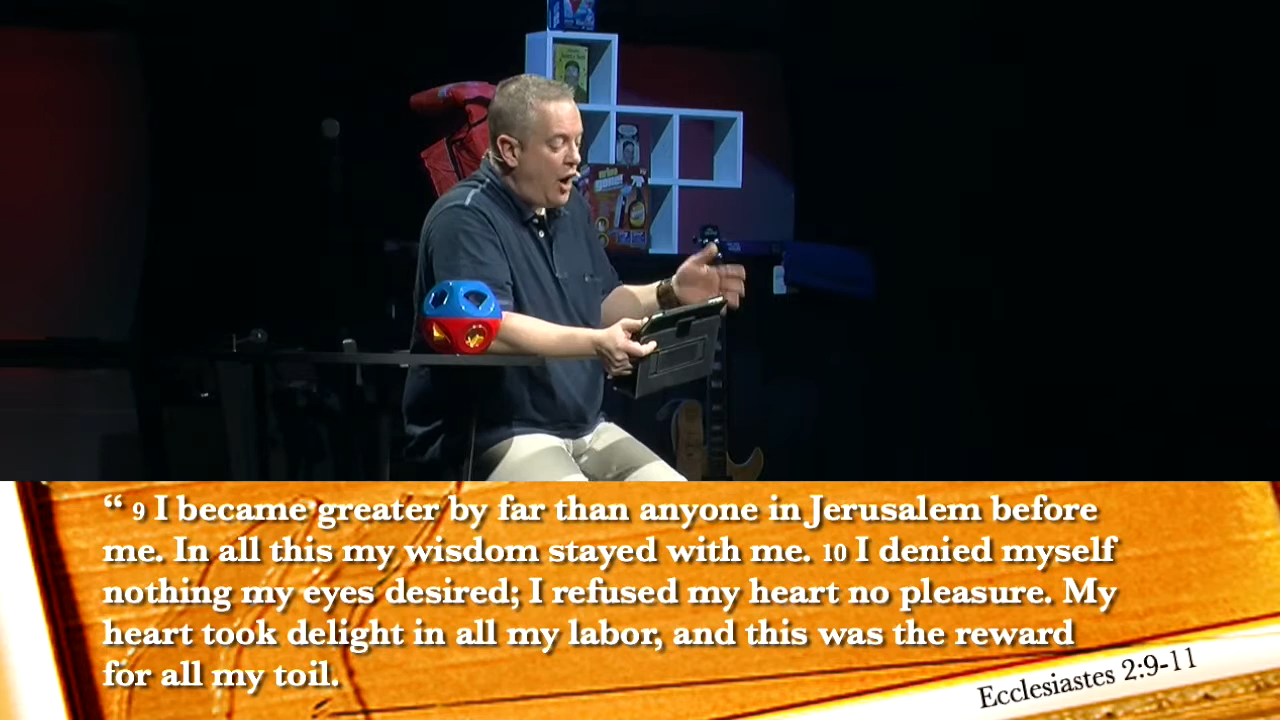 “ 9 I became greater by far than anyone in Jerusalem before
me. In all this my wisdom stayed with me. 10 I denied myself
nothing my eyes desired; I refused my heart no pleasure. My
heart took delight in all my labor, and this was the reward
for all my toil.
Ecclesiastes 2:9-11